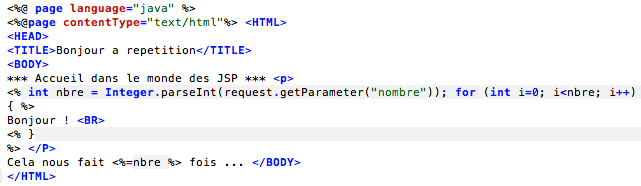 <%@ page language="java" %>
<%@page contentType="text/html"%> <HTML>
<HEAD>
<TITLE>Bonjour a repetition</TITLE>
<BODY>
*** Accueil dans le monde des JSP *** <p>
<% int nbre = Integer.parseInt(request.getParameter("nombre")); for (int i=0; i<nbre; i++)
{ %>
Bonjour ! <BR>
<% }
%> </P>
Cela nous fait <%=nbre %> fois ... </BODY>
</HTML>